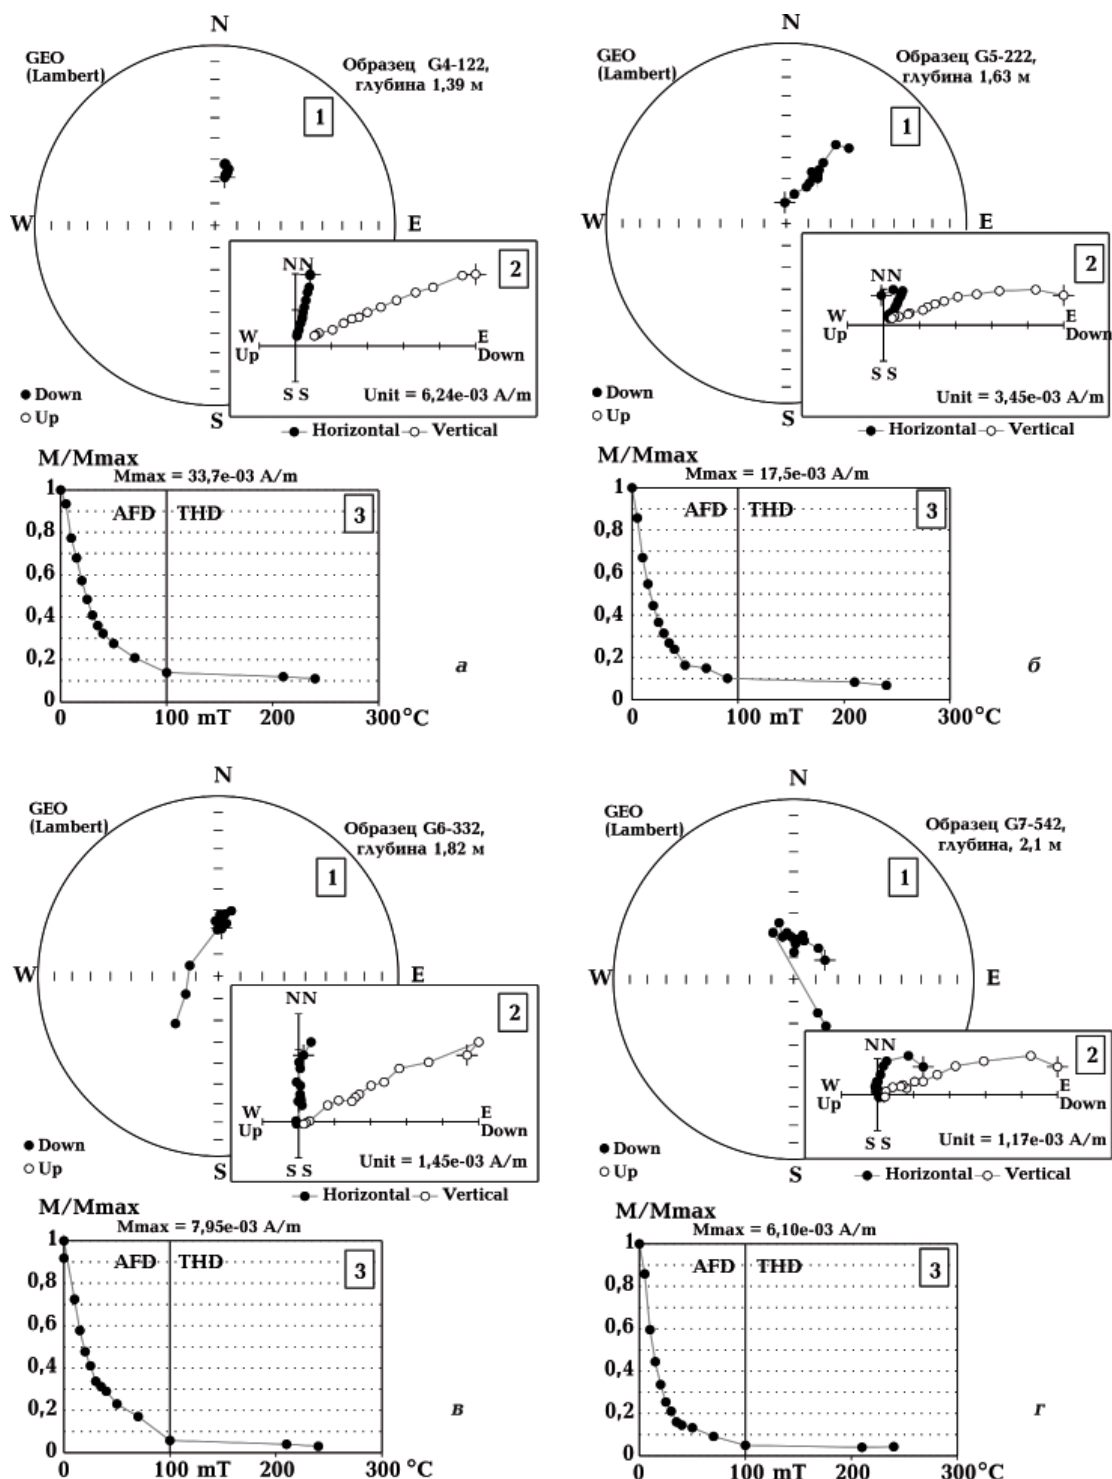 N
GEO
(Lambert)
Образец G4-122,
глубина 1,39 м
1
W
E
NN
2
W
Up
E
Down
S S
Unit = 6,24e-03 A/m
Down
Up
S
Horizontal Vertical
M/Mmax
Mmax = 33,7e-03 A/m
1
AFD THD
3
0,8
0,6
0,4
0,2
0
0 100 mT 200 300°C
а
N
GEO
(Lambert)
Образец G5-222,
глубина 1,63 м
1
W
E
NN
2
W
Up
E
Down
S S
Unit = 3,45e-03 A/m
Down
Up
Horizontal Vertical
M/Mmax
Mmax = 17,5e-03 A/m
1
AFD THD
3
0,8
0,6
0,4
0,2
0
0 100 mT 200 300°C
б
N
GEO
(Lambert)
Образец G6-332,
глубина 1,82 м
1
W
E
NN
2
W
Up
E
Down
S S
Unit = 1,45e-03 A/m
Down
Up
S
Horizontal Vertical
M/Mmax
Mmax = 7,95e-03 A/m
1
AFD THD
3
0,8
0,6
0,4
0,2
0
0 100 mT 200 300°C
в
N
GEO
(Lambert)
Образец G7-542,
глубина, 2,1 м
1
W
E
NN
2
W
Up
E
Down
S S
Unit = 1,17e-03 A/m
Down
Up
S
Horizontal Vertical
M/Mmax
Mmax = 6,10e-03 A/m
1
AFD THD
3
0,8
0,6
0,4
0,2
0
0 100 mT 200 300°C
г